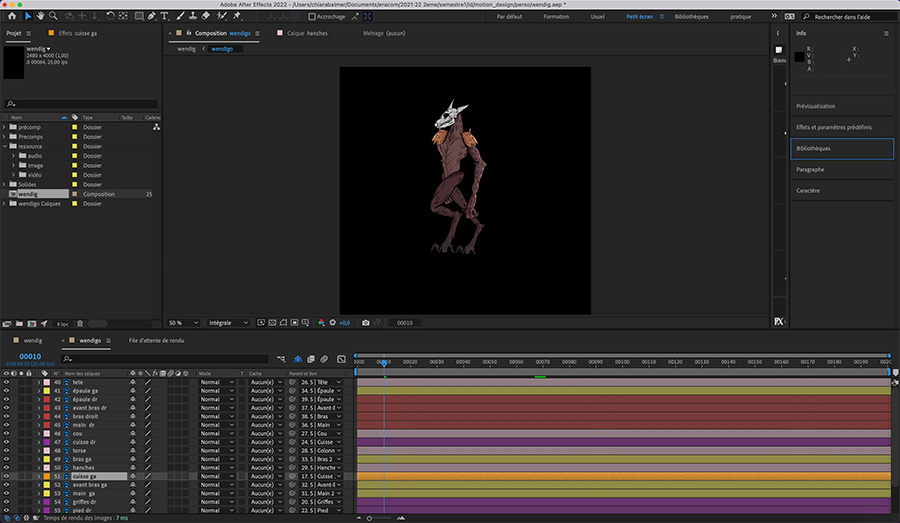 Adobe After Effects 2022 - /Users/chiarabalmer/Documents/eracom/2021:22 2eme/semestre1/id/motion_design/perso/wendig.aep *
Accrochage
Par défaut
Formation
Utile
Petit écran
Bibliothèques
pratique
Rechercher dans l'aide
Projet
Effets cuisse ga
Composition wendigo
Calque hanches
Métrage (aucun)
Info
wendig
2480 x 4000 (1,00)
Δ 00064, 25,00 ips
wendig
wendigo
R :
V :
B :
A :
X :
Y :
Biem
Nom
Type
Taille
Cadenc
précomp
Dossier
Precomps
Dossier
ressource
Dossier
audio
Dossier
image
Dossier
vidéo
Dossier
Solides
Dossier
wendig
Composition
25
wendigo Calques
Dossier
Prévisualisation
Effets et paramètres prédéfinis
Bibliothèques
Paragraphe
Caractère
8 bpc
50 %
Intégrale
+0,0
00010
FX
wendig
wendigo
File d'attente de rendu
00010
0:00:00:10 (25.00 ips)
N°
Nom des calques
Mode
T
Cache
Parent et lien
0000
00010
00020
00030
00040
00050
00060
00070
00080
00090
00100
00110
00120
00130
00140
00150
00160
00170
00180
00190
0020
40 tete Normal Aucun(e) 26. S | Tête
41 épaule ga Normal Aucun(e) 34. S | Épaule
42 épaule dr Normal Aucun(e) 39. S | Épaule
43 avant bras dr Normal Aucun(e) 37. S | Avant-B
44 bras droit Normal Aucun(e) 38. S | Bras
45 main dr Normal Aucun(e) 36. S | Main
46 cou Normal Aucun(e) 27. S | Cou
47 cuisse dr Normal Aucun(e) 24. S | Cuisse
48 torse Normal Aucun(e) 28. S | Colonn
49 bras ga Normal Aucun(e) 33. S | Bras 2
50 hanches Normal Aucun(e) 29. S | Hanche
51 cuisse ga Normal Aucun(e) 17. S | Cuisse
52 avant bras ga Normal Aucun(e) 32. S | Avant-B
53 main ga Normal Aucun(e) 31. S | Main 2
54 griffes dr Normal Aucun(e) 20. S | Griffes
55 pied dr Normal Aucun(e) 22. S | Pied
Temps de rendu des images : 7 ms